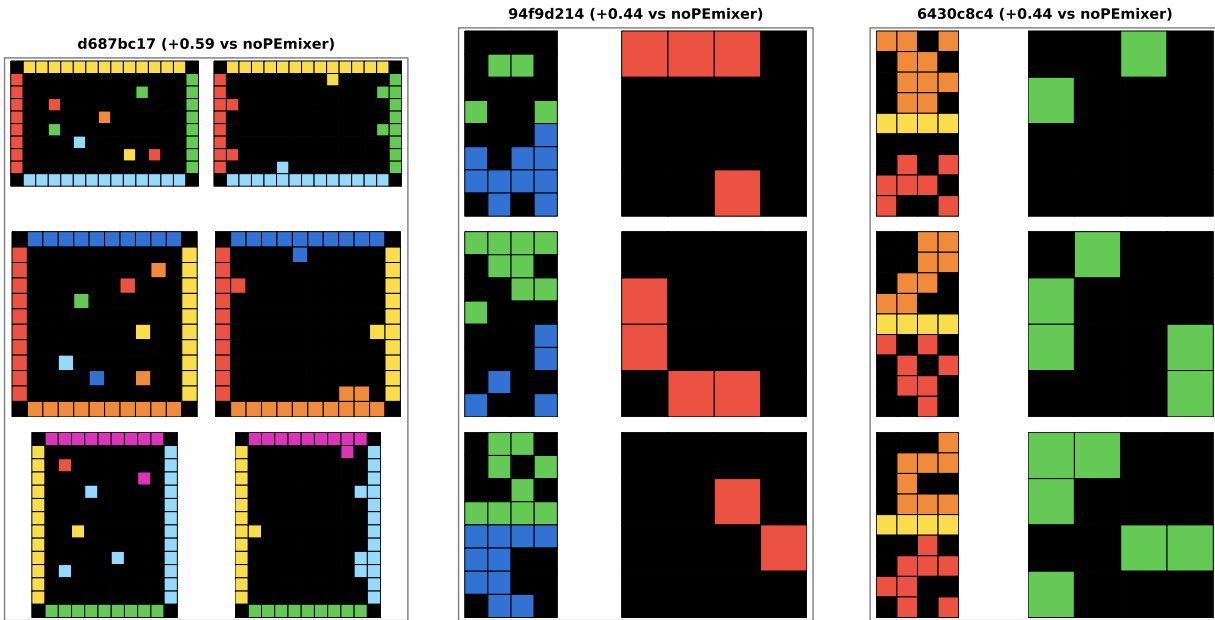 94f9d214 (+0.44 vs noPEmixer)
6430c8c4 (+0.44 vs noPEmixer)
d687bc17 (+0.59 vs noPEmixer)